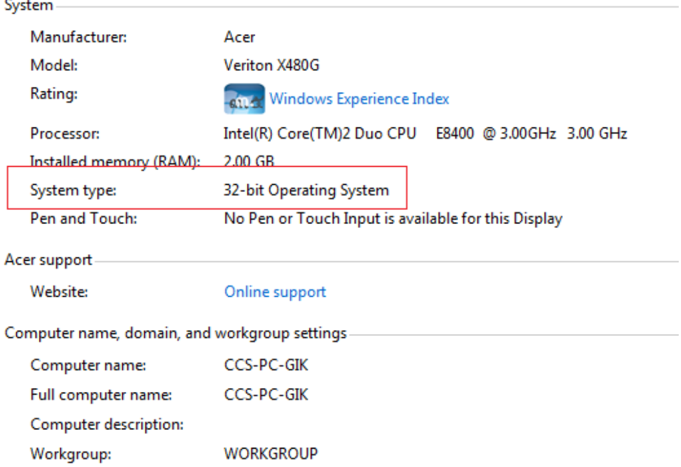 System
Manufacturer: Acer
Model: Veriton X480G
Rating: Windows Experience Index
Processor: Intel(R) Core(TM)2 Duo CPU E8400 @ 3.00GHz 3.00 GHz
Installed memory (RAM): 2.00 GB
System type: 32-bit Operating System
Pen and Touch: No Pen or Touch Input is available for this Display
Acer support
Website: Online support
Computer name, domain, and workgroup settings
Computer name: CCS-PC-GIK
Full computer name: CCS-PC-GIK
Computer description:
Workgroup: WORKGROUP